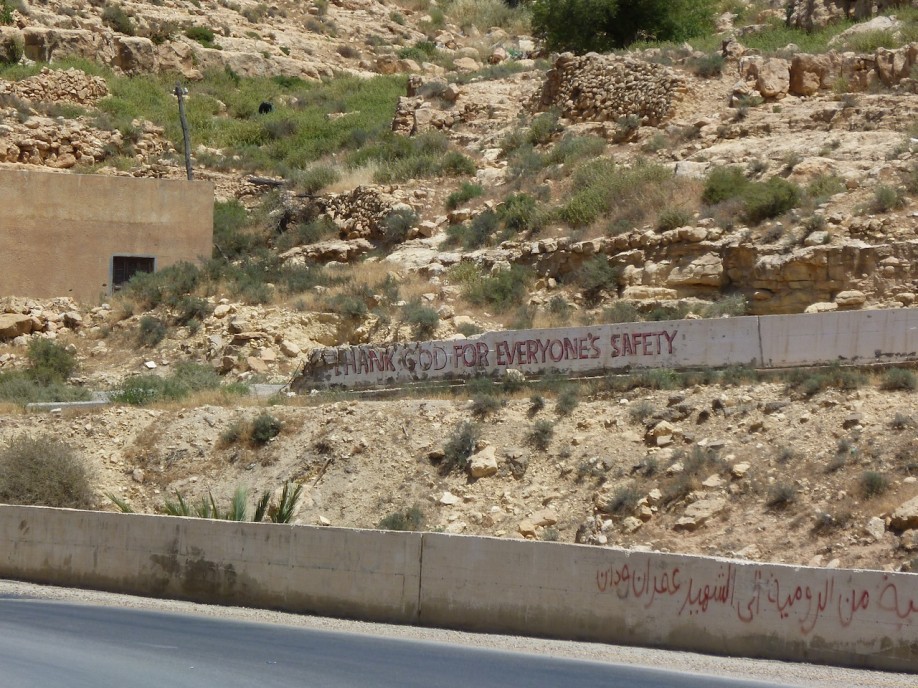 THANK GOD FOR EVERYONE'S SAFETY
من الرومية الى الشهيد عمران